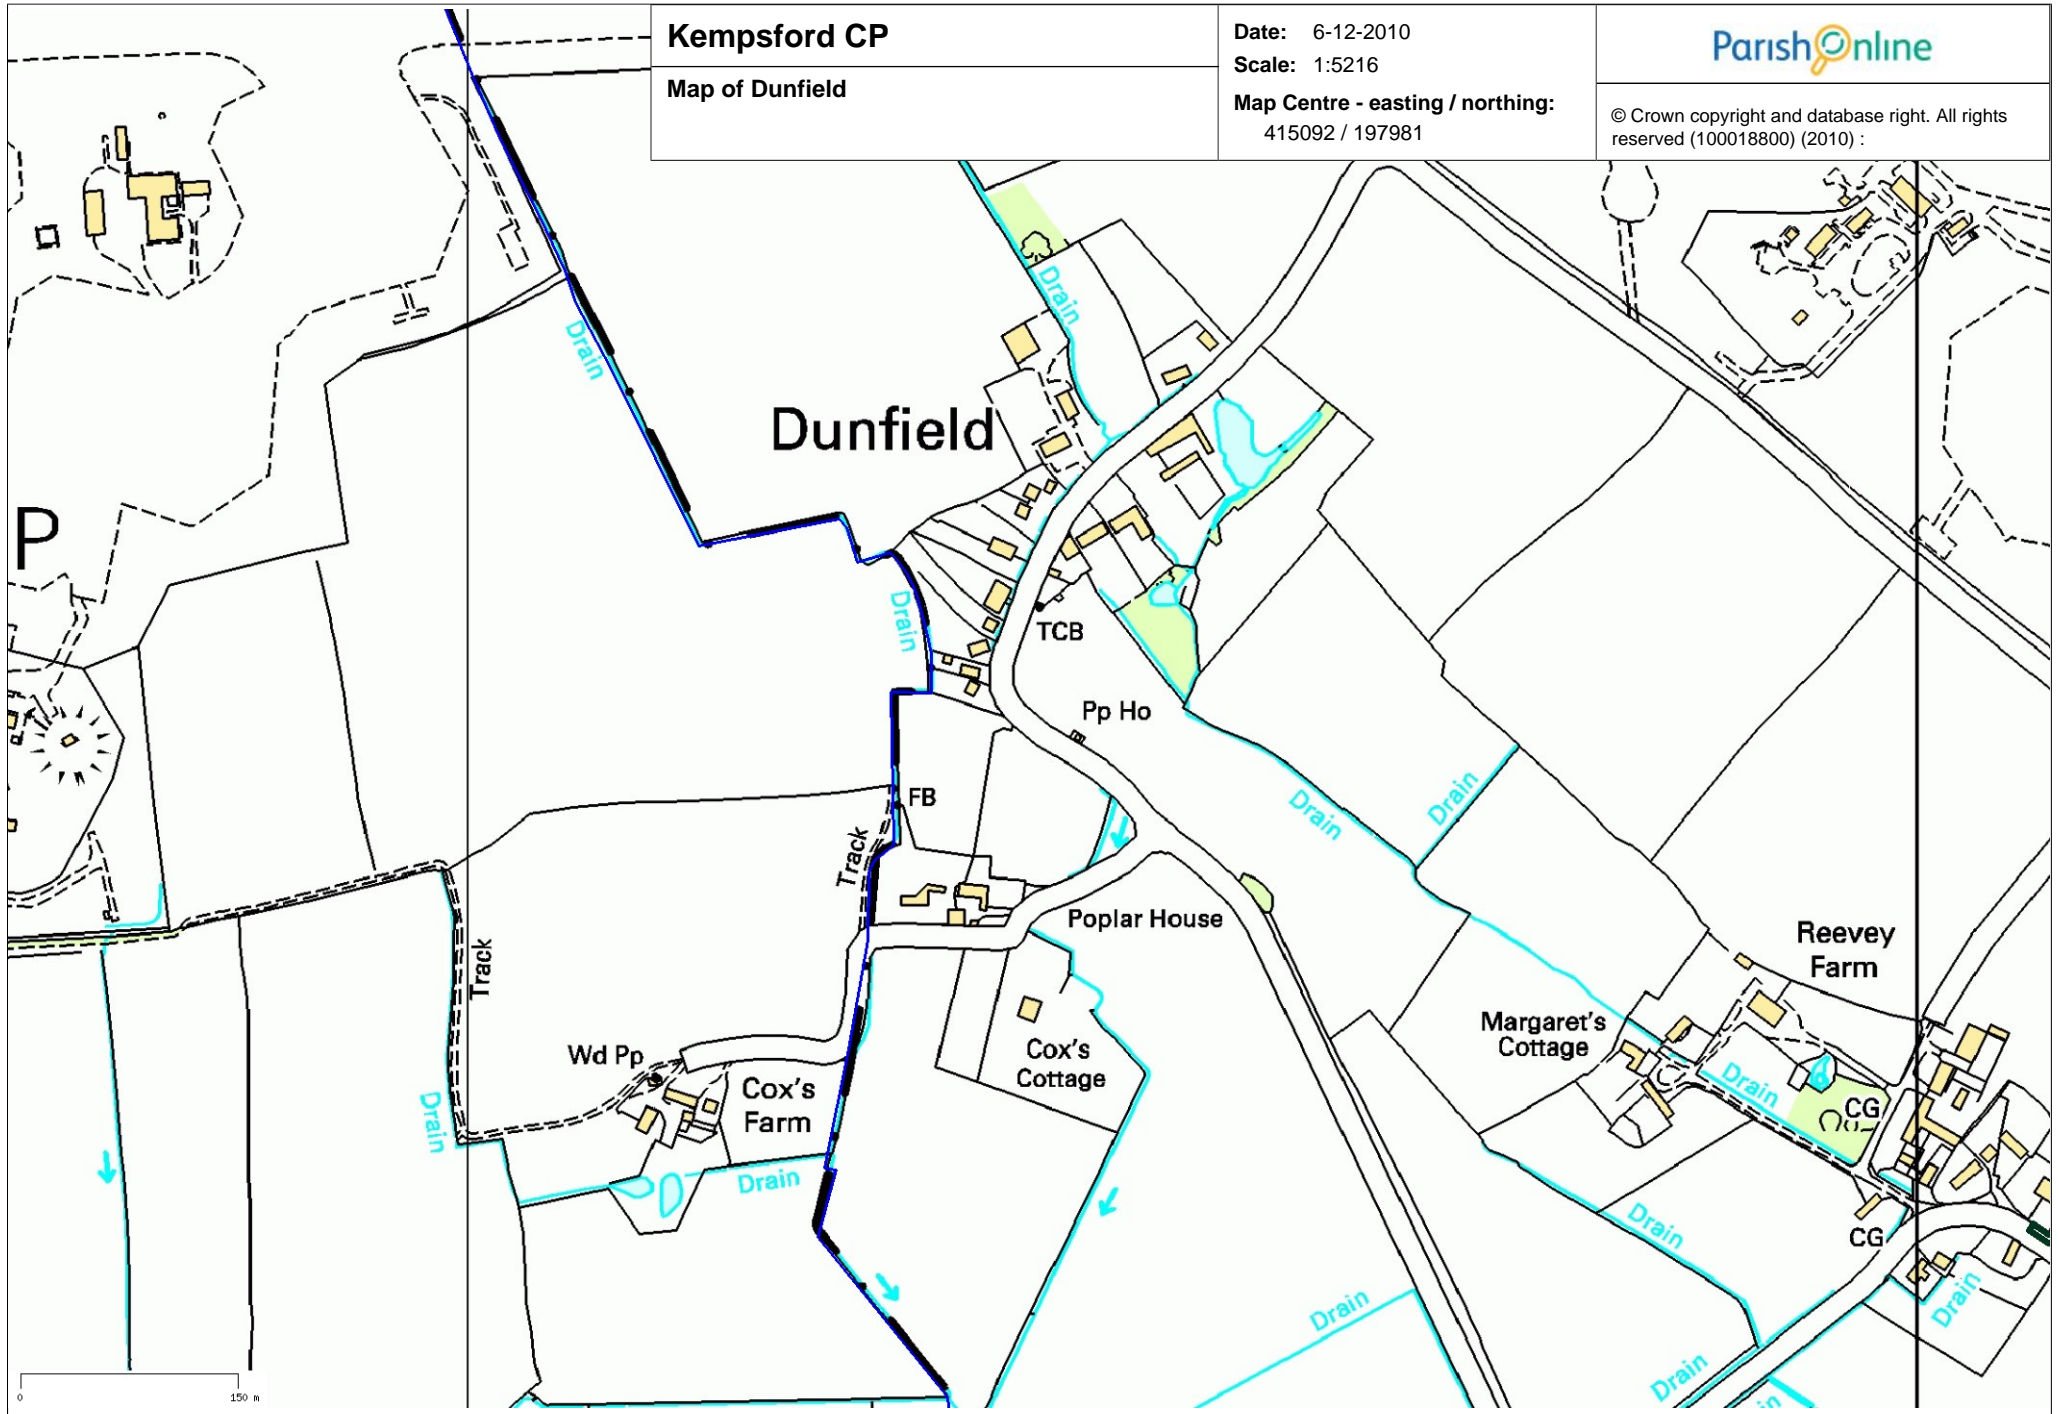 Kempsford CP
Map of Dunfield
Date: 6-12-2010
Scale: 1:5216
Map Centre - easting / northing:
415092 / 197981
Parish Online
© Crown copyright and database right. All rights
reserved (100018800) (2010) :
Drain
Drain
Dunfield
P
Drain
TCB
Pp Ho
FB
Drain
Drain
Track
Poplar House
Track
Reevey
Farm
Margaret's
Cottage
Wd Pp
Cox's
Cottage
Cox's
Farm
Drain
Drain
CG
Drain
Drain
CG
Drain
Drain
Drain
in
0
150 m